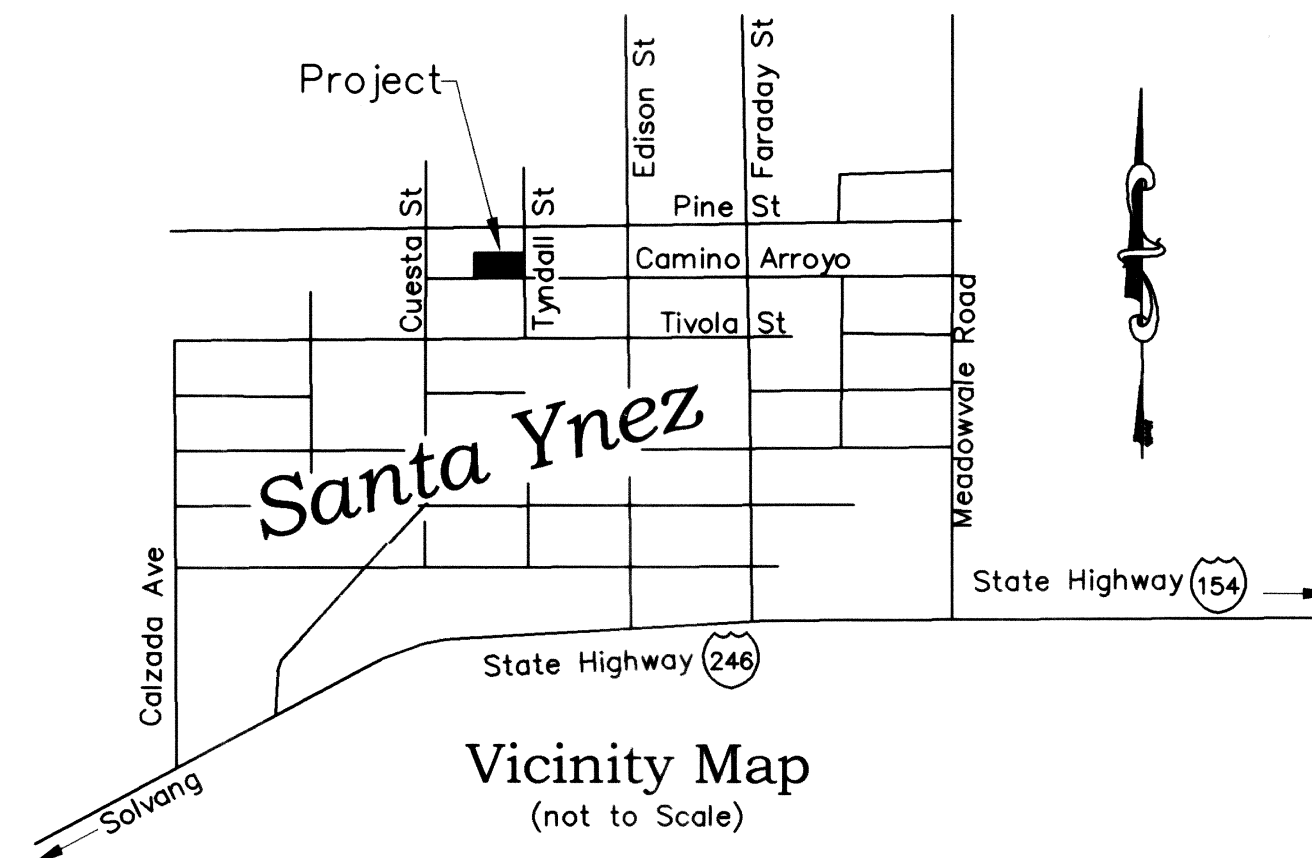 Project
Edison St
Faraday St
Cuesta St
Tyndall St
Pine St
Camino Arroyo
Tivola St
Meadowvale Road
Santa Ynez
Calzada Ave
State Highway 154
State Highway 246
Solvang
Vicinity Map
(not to Scale)